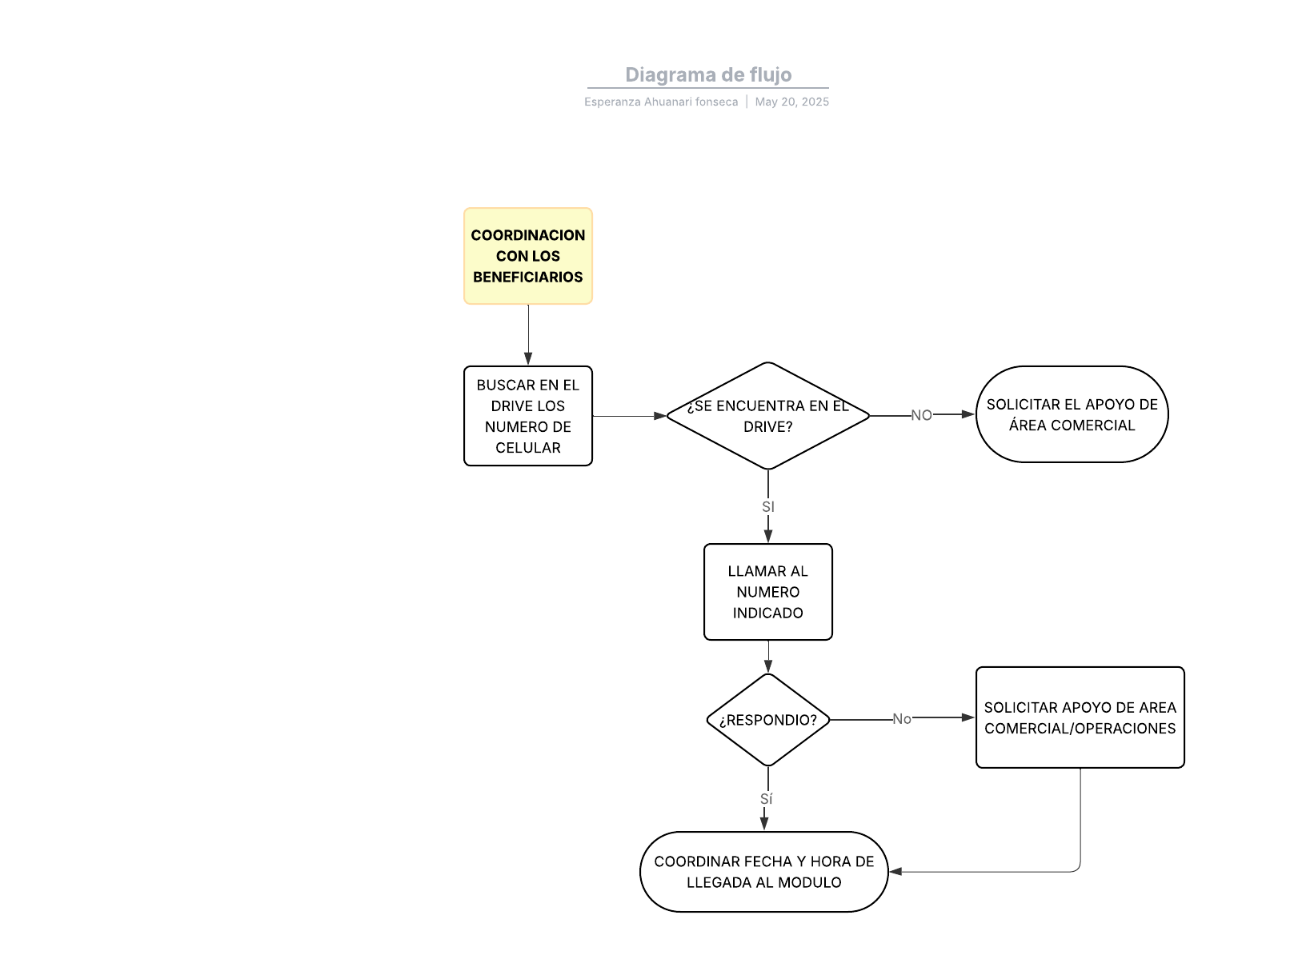 Diagrama de flujo
Esperanza Ahuanari fonseca | May 20, 2025
COORDINACION
CON LOS
BENEFICIARIOS
BUSCAR EN EL
DRIVE LOS
NUMERO DE
CELULAR
¿SE ENCUENTRA EN EL
DRIVE?
NO
SOLICITAR EL APOYO DE
ÁREA COMERCIAL
SI
LLAMAR AL
NUMERO
INDICADO
¿RESPONDIO?
No
SOLICITAR APOYO DE AREA
COMERCIAL/OPERACIONES
Sí
COORDINAR FECHA Y HORA DE
LLEGADA AL MODULO